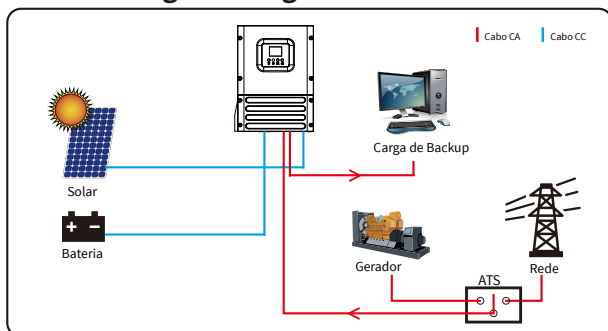 Cabo CA
Cabo CC
Carga de Backup
Solar
Bateria
Gerador
ATS
Rede